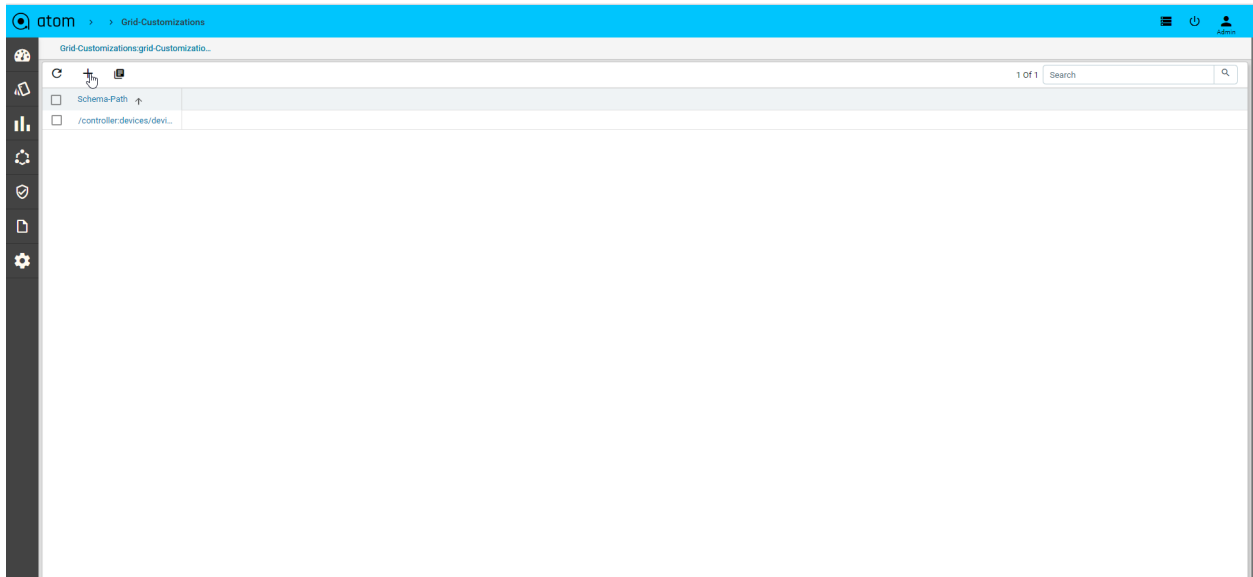 atom > > Grid-Customizations
Admin
Grid-Customizations:grid-Customizatio...
1 Of 1 Search
Schema-Path
/controller:devices/devi...